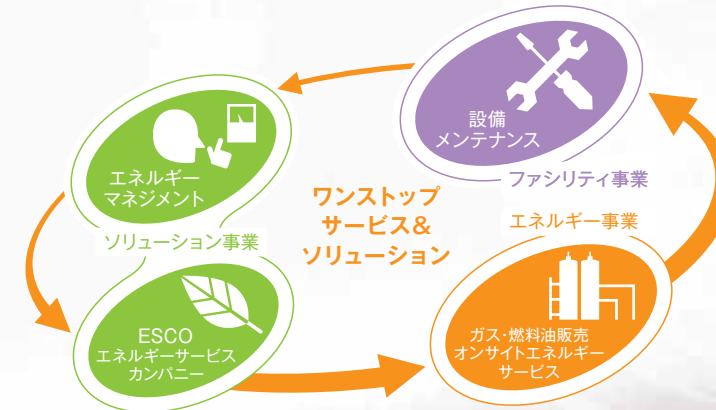 設備
メンテナンス
ファシリティ事業
エネルギー
マネジメント
ソリューション事業
ワンストップ
サービス&
ソリューション
エネルギー事業
ESCO
エネルギーサービス
カンパニー
ガス・燃料油販売
オンサイトエネルギー
サービス